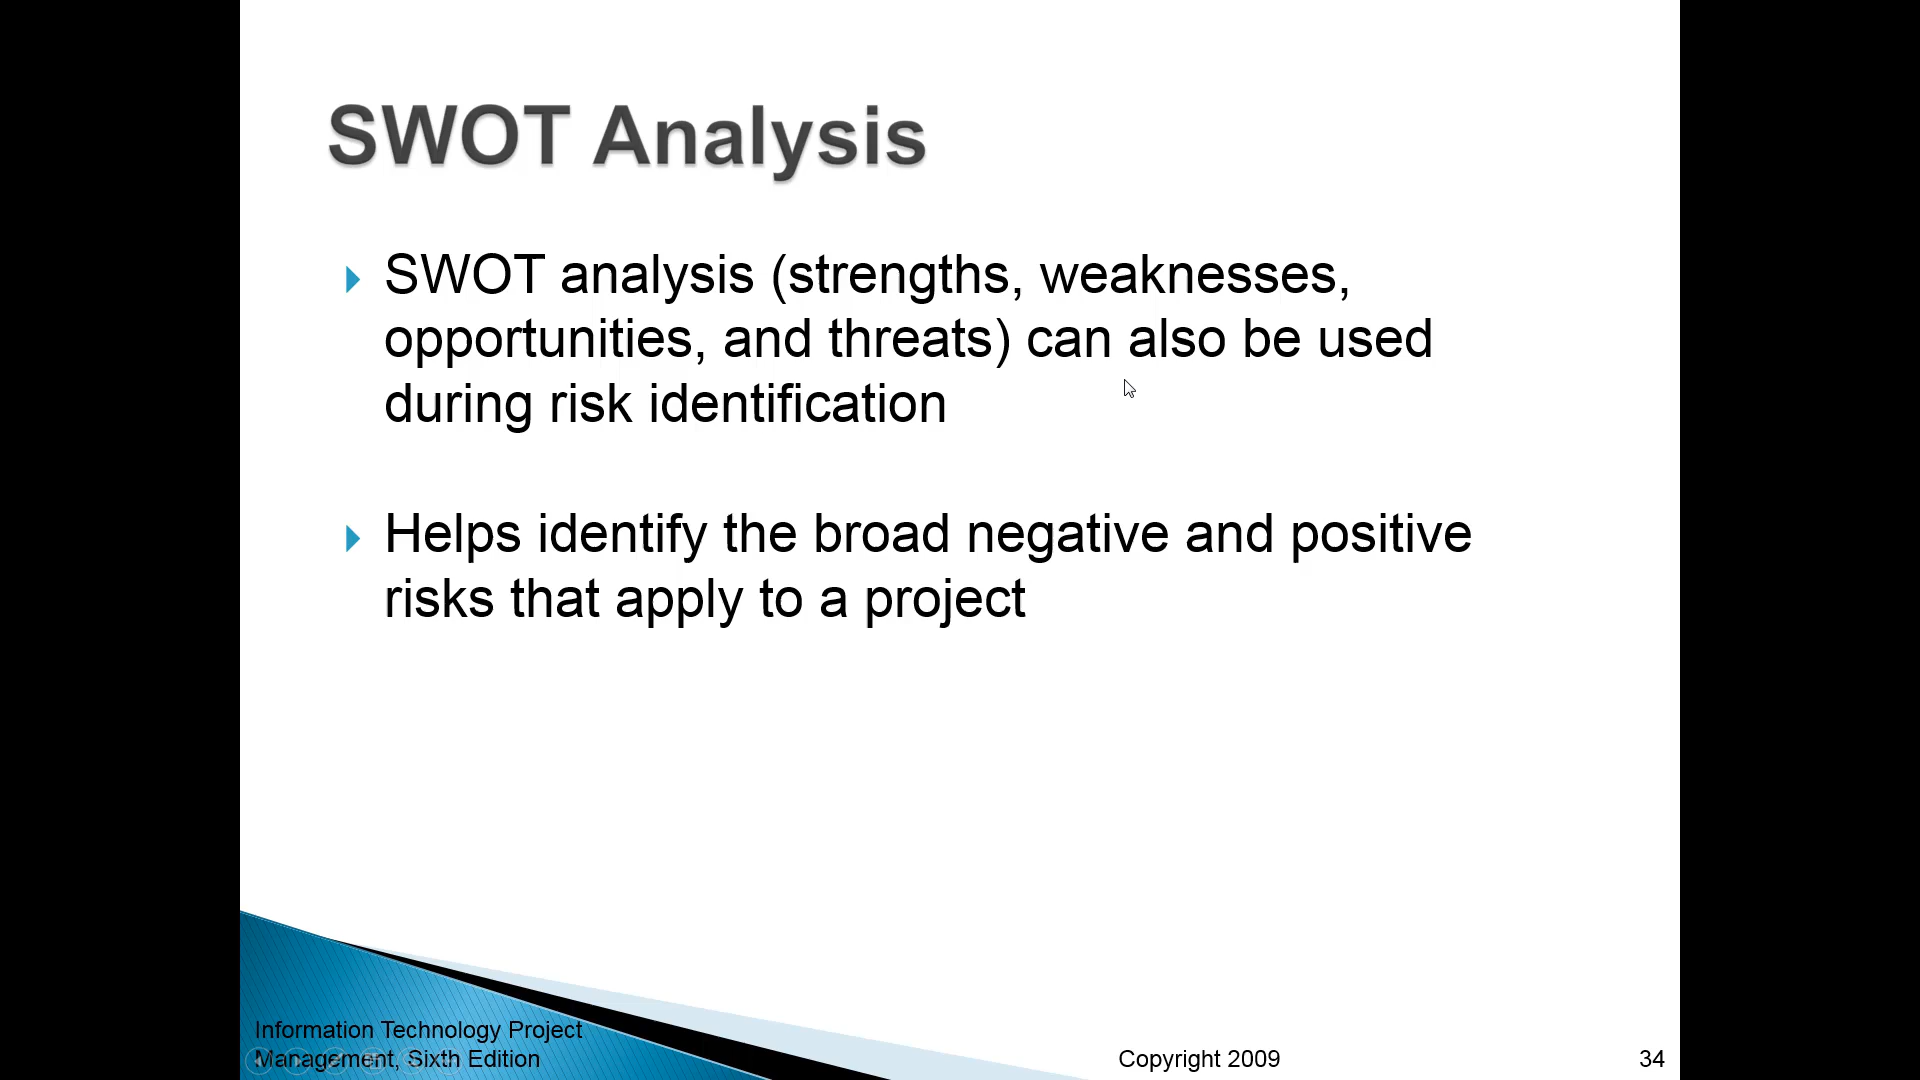 SWOT Analysis
SWOT analysis (strengths, weaknesses,
opportunities, and threats) can also be used
during risk identification
Helps identify the broad negative and positive
risks that apply to a project
Information Technology Project
Management, Sixth Edition
Copyright 2009
34